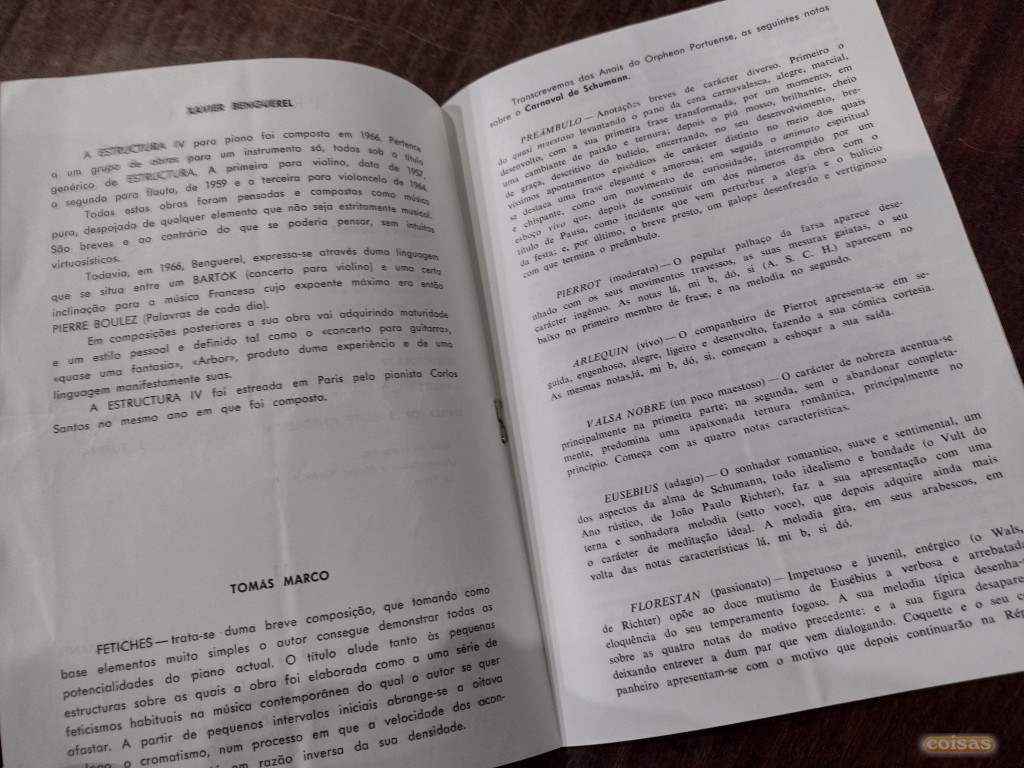 XAVIER BENGUEREL
A ESTRUCTURA IV para piano foi composta em 1966. Pertence
a um grupo de obras para um instrumento só, todas sob o título
genérico de ESTRUCTURA. A primeira para violino, data de 1957,
a segunda para flauta, de 1959 e a terceira para violoncelo de 1964.
Todas estas obras foram pensadas e compostas como música
pura, despojada de qualquer elemento que não seja estritamente musical.
São breves e ao contrário do que se poderia pensar, sem intuitos
virtuosísticos.
Todavia, em 1966, Benguerel, expressa-se através duma linguagem
que se situa entre um BARTOK (concerto para violino) e uma certa
inclinação para a música Francesa cujo expoente máximo era então
PIERRE BOULEZ (Palavras de cada dia).
Em composições posteriores a sua obra vai adquirindo maturidade
e um estilo pessoal e definido tal como o «concerto para guitarra»,
«quase uma fantasia», «Arbor», produto duma experiência e de uma
linguagem manifestamente suas.
A ESTRUCTURA IV foi estreada em Paris pelo pianista Carlos
Santos no mesmo ano em que foi composta.
TOMÁS MARCO
FETICHES — trata-se duma breve composição, que tomando como
base elementos muito simples o autor consegue demonstrar todas as
potencialidades do piano actual. O título alude tanto às pequenas
estruturas sobre as quais a obra foi elaborada como a uma série de
feticismos habituais na música contemporânea do qual o autor se quer
afastar. A partir de pequenos intervalos iniciais abrange-se a oitava
o cromatismo, num processo em que a velocidade dos acon-
em razão inversa da sua densidade.
Transcrevemos dos Anais do Orpheon Portuense, as seguintes notas
sobre o Carnaval de Schumann.
PREÂMBULO — Anotações breves de carácter diverso. Primeiro o
do quasi maestoso levantando o pano da cena carnavalesca, alegre, marcial,
desenvolto, com a sua primeira frase transformada, por um momento, em
uma cambiante de paixão e ternura; depois o più mosso, brilhante, cheio
de graça, descritivo do bulício, encerrando, no seu desenvolvimento, bre-
víssimos apontamentos episódicos de carácter distinto no meio dos quais
se destaca uma frase elegante e amorosa; em seguida o animato espiritual
e chispante, como um movimento de curiosidade, interrompido por um
esboço vivo que, depois de constituir um dos números da obra com o
título de Pausa, como incidente que vem perturbar a alegria e o bulício
da festa; e, por último, o breve presto, um galope desenfreado e vertiginoso
com que termina o preâmbulo.
PIERROT (moderato) — O popular palhaço da farsa aparece dese-
nhado com os seus movimentos travessos, as suas mesuras gaiatas, o seu
carácter ingénuo. As notas lá, mi b, dó, si (A. S. C. H.) aparecem no
baixo no primeiro membro de frase, e na melodia no segundo.
ARLEQUIN (vivo) — O companheiro de Pierrot apresenta-se em se-
guida, engenhoso, alegre, ligeiro e desenvolto, fazendo a sua cómica cortesia.
As mesmas notas,lá, mi b, dó, si, começam a esboçar a sua saída.
VALSA NOBRE (un poco maestoso) — O carácter de nobreza acentua-se
principalmente na primeira parte; na segunda, sem o abandonar completa-
mente, predomina uma apaixonada ternura romântica, principalmente no
princípio. Começa com as quatro notas características.
EUSEBIUS (adagio) — O sonhador romantico, suave e sentimental, um
dos aspectos da alma de Schumann, todo idealismo e bondade (o Vult do
Ano rústico, de João Paulo Richter), faz a sua apresentação com uma
terna e sonhadora melodia (sotto voce), que depois adquire ainda mais
o carácter de meditação ideal. A melodia gira, em seus arabescos, em
volta das notas características lá, mi b, si dó.
FLORESTAN (passionato) — Impetuoso e juvenil, enérgico (o Wals,
de Richter) opõe ao doce mutismo de Eusébius a verbosa e arrebatada
eloquência do seu temperamento fogoso. A sua melodia típica desenha-
sobre as quatro notas do motivo precedente: e a sua figura desapare
deixando entrever a dum par que vem dialogando. Coquette e o seu co
panheiro apresentam-se com o motivo que depois continuarão na Rép
coisas